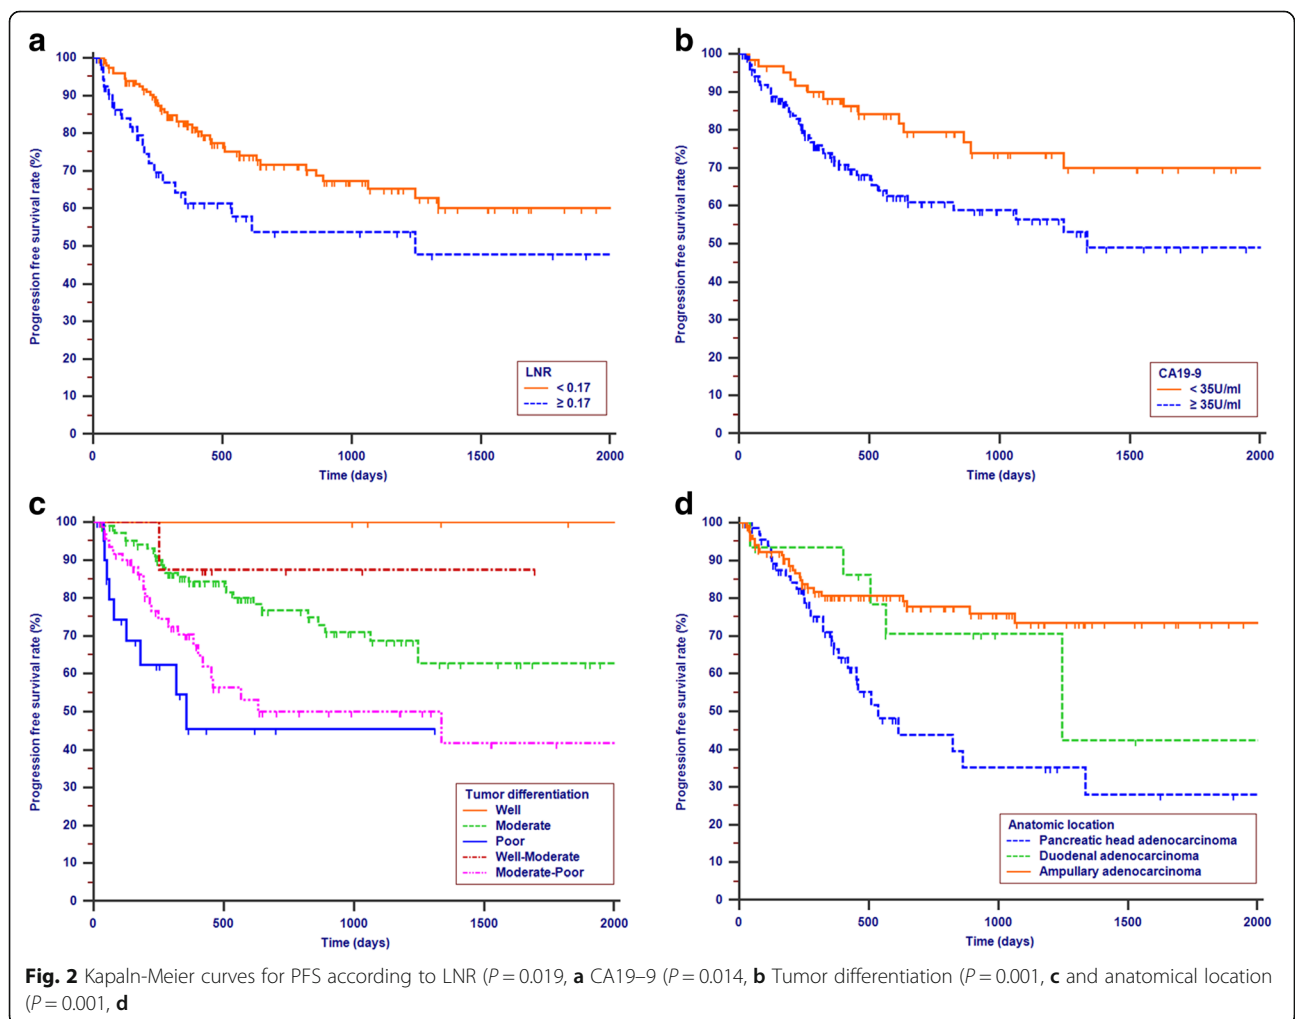 a
Progression free survival rate (%)
100
90
80
70
60
50
40
30
20
10
0
0 500 1000 1500 2000
Time (days)
LNR
< 0.17
≥ 0.17
b
Progression free survival rate (%)
100
90
80
70
60
50
40
30
20
10
0
0 500 1000 1500 2000
Time (days)
CA19-9
< 35U/ml
≥ 35U/ml
c
Progression free survival rate (%)
100
90
80
70
60
50
40
30
20
10
0
0 500 1000 1500 2000
Time (days)
Tumor differentiation
Well
Moderate
Poor
Well-Moderate
Moderate-Poor
d
Progression free survival rate (%)
100
90
80
70
60
50
40
30
20
10
0
0 500 1000 1500 2000
Time (days)
Anatomic location
Pancreatic head adenocarcinoma
Duodenal adenocarcinoma
Ampullary adenocarcinoma
Fig. 2 Kapaln-Meier curves for PFS according to LNR (P = 0.019, a CA19–9 (P = 0.014, b Tumor differentiation (P = 0.001, c and anatomical location
(P = 0.001, d